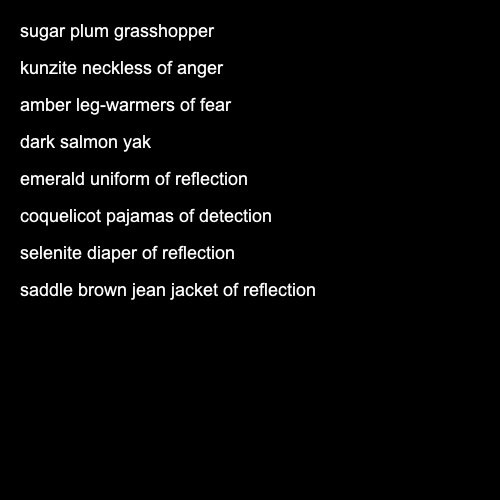 sugar plum grasshopper
kunzite neckless of anger
amber leg-warmers of fear
dark salmon yak
emerald uniform of reflection
coquelicot pajamas of detection
selenite diaper of reflection
saddle brown jean jacket of reflection